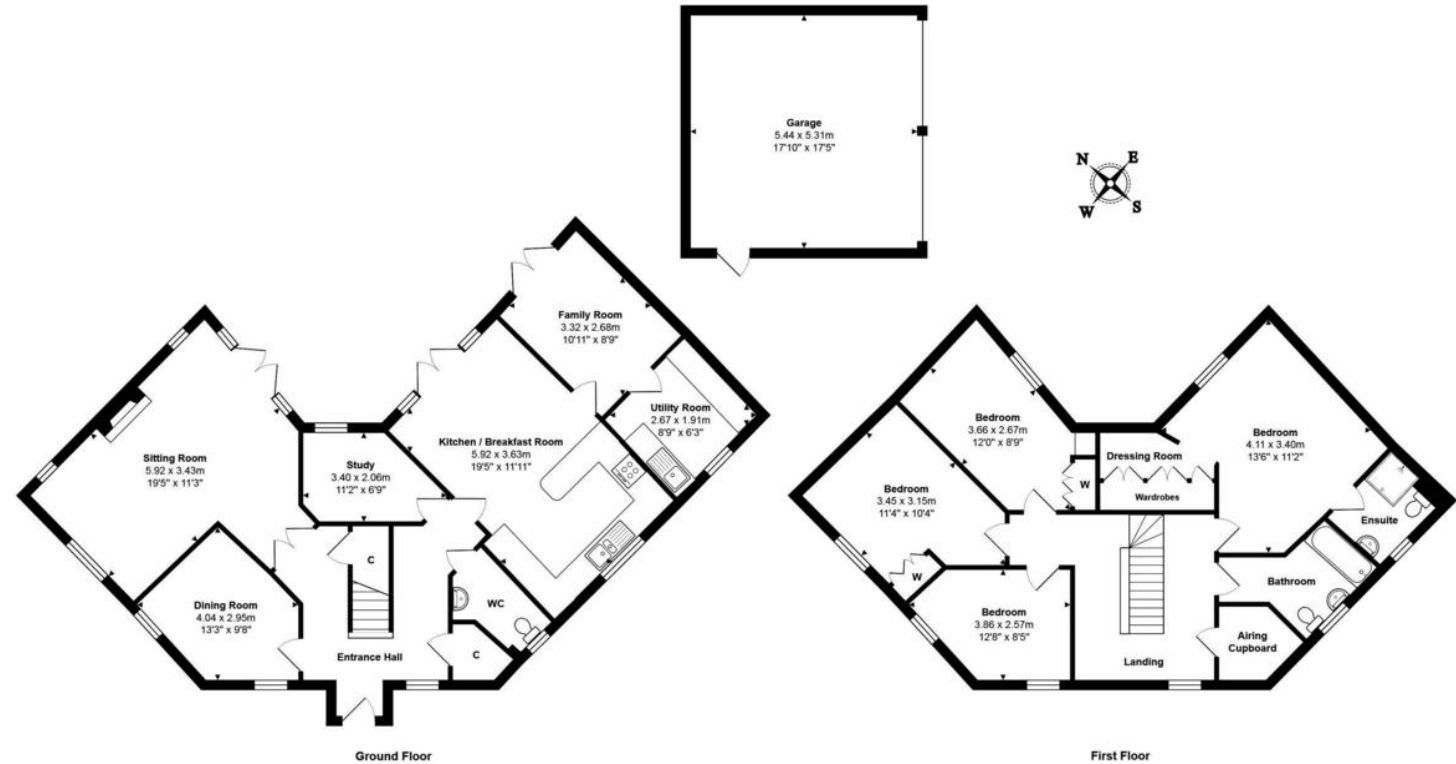 Garage
5.44 x 5.31m
17'10" x 17'5"
N
E
W
S
Family Room
3.32 x 2.68m
10'11" x 8'9"
Utility Room
2.67 x 1.91m
8'9" x 6'3"
Kitchen / Breakfast Room
5.92 x 3.63m
19'5" x 11'11"
Sitting Room
5.92 x 3.43m
19'5" x 11'3"
Study
3.40 x 2.06m
11'2" x 6'9"
C
Dining Room
4.04 x 2.95m
13'3" x 9'8"
WC
C
Entrance Hall
Ground Floor
Bedroom
3.66 x 2.67m
12'0" x 8'9"
Bedroom
4.11 x 3.40m
13'6" x 11'2"
Dressing Room
W
Wardrobes
Bedroom
3.45 x 3.15m
11'4" x 10'4"
Ensuite
W
Bathroom
Bedroom
3.86 x 2.57m
12'8" x 8'5"
Airing
Cupboard
Landing
First Floor